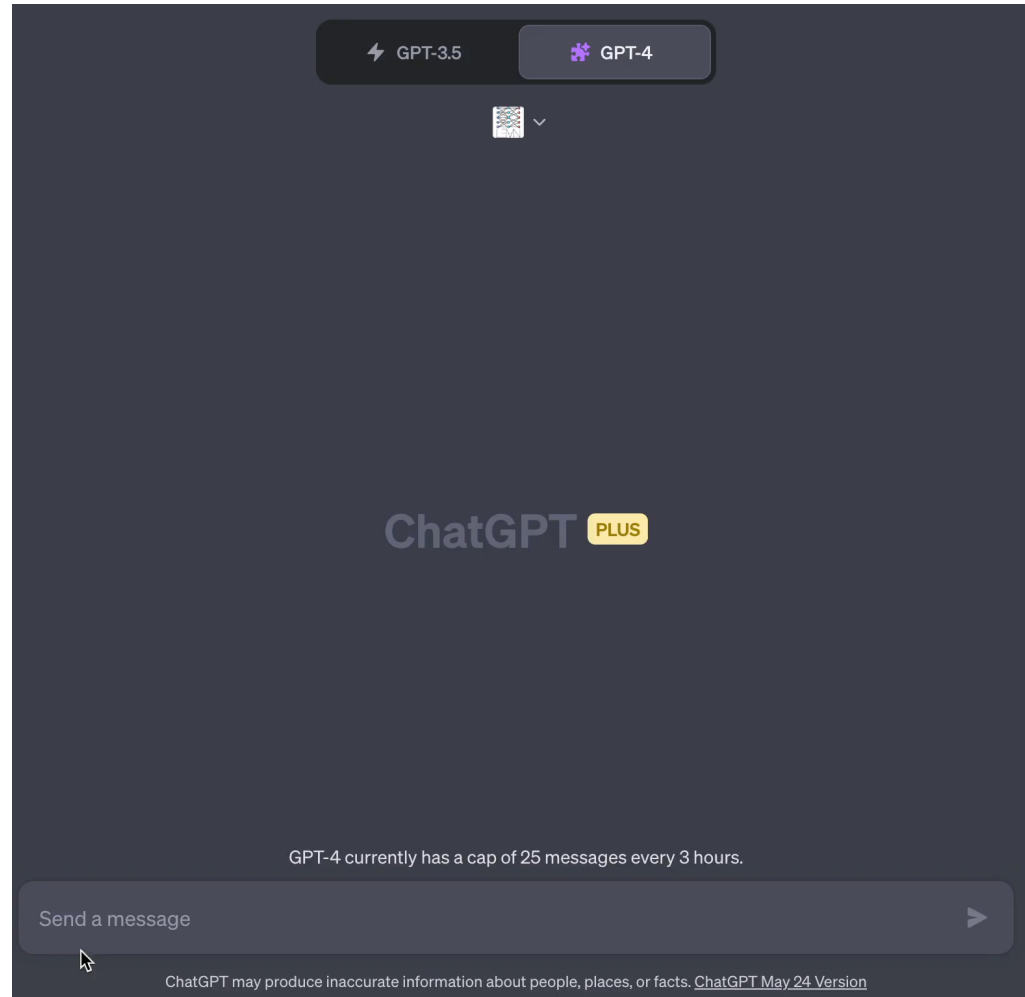 GPT-3.5 GPT-4
ChatGPT PLUS
GPT-4 currently has a cap of 25 messages every 3 hours.
Send a message
ChatGPT may produce inaccurate information about people, places, or facts. ChatGPT May 24 Version